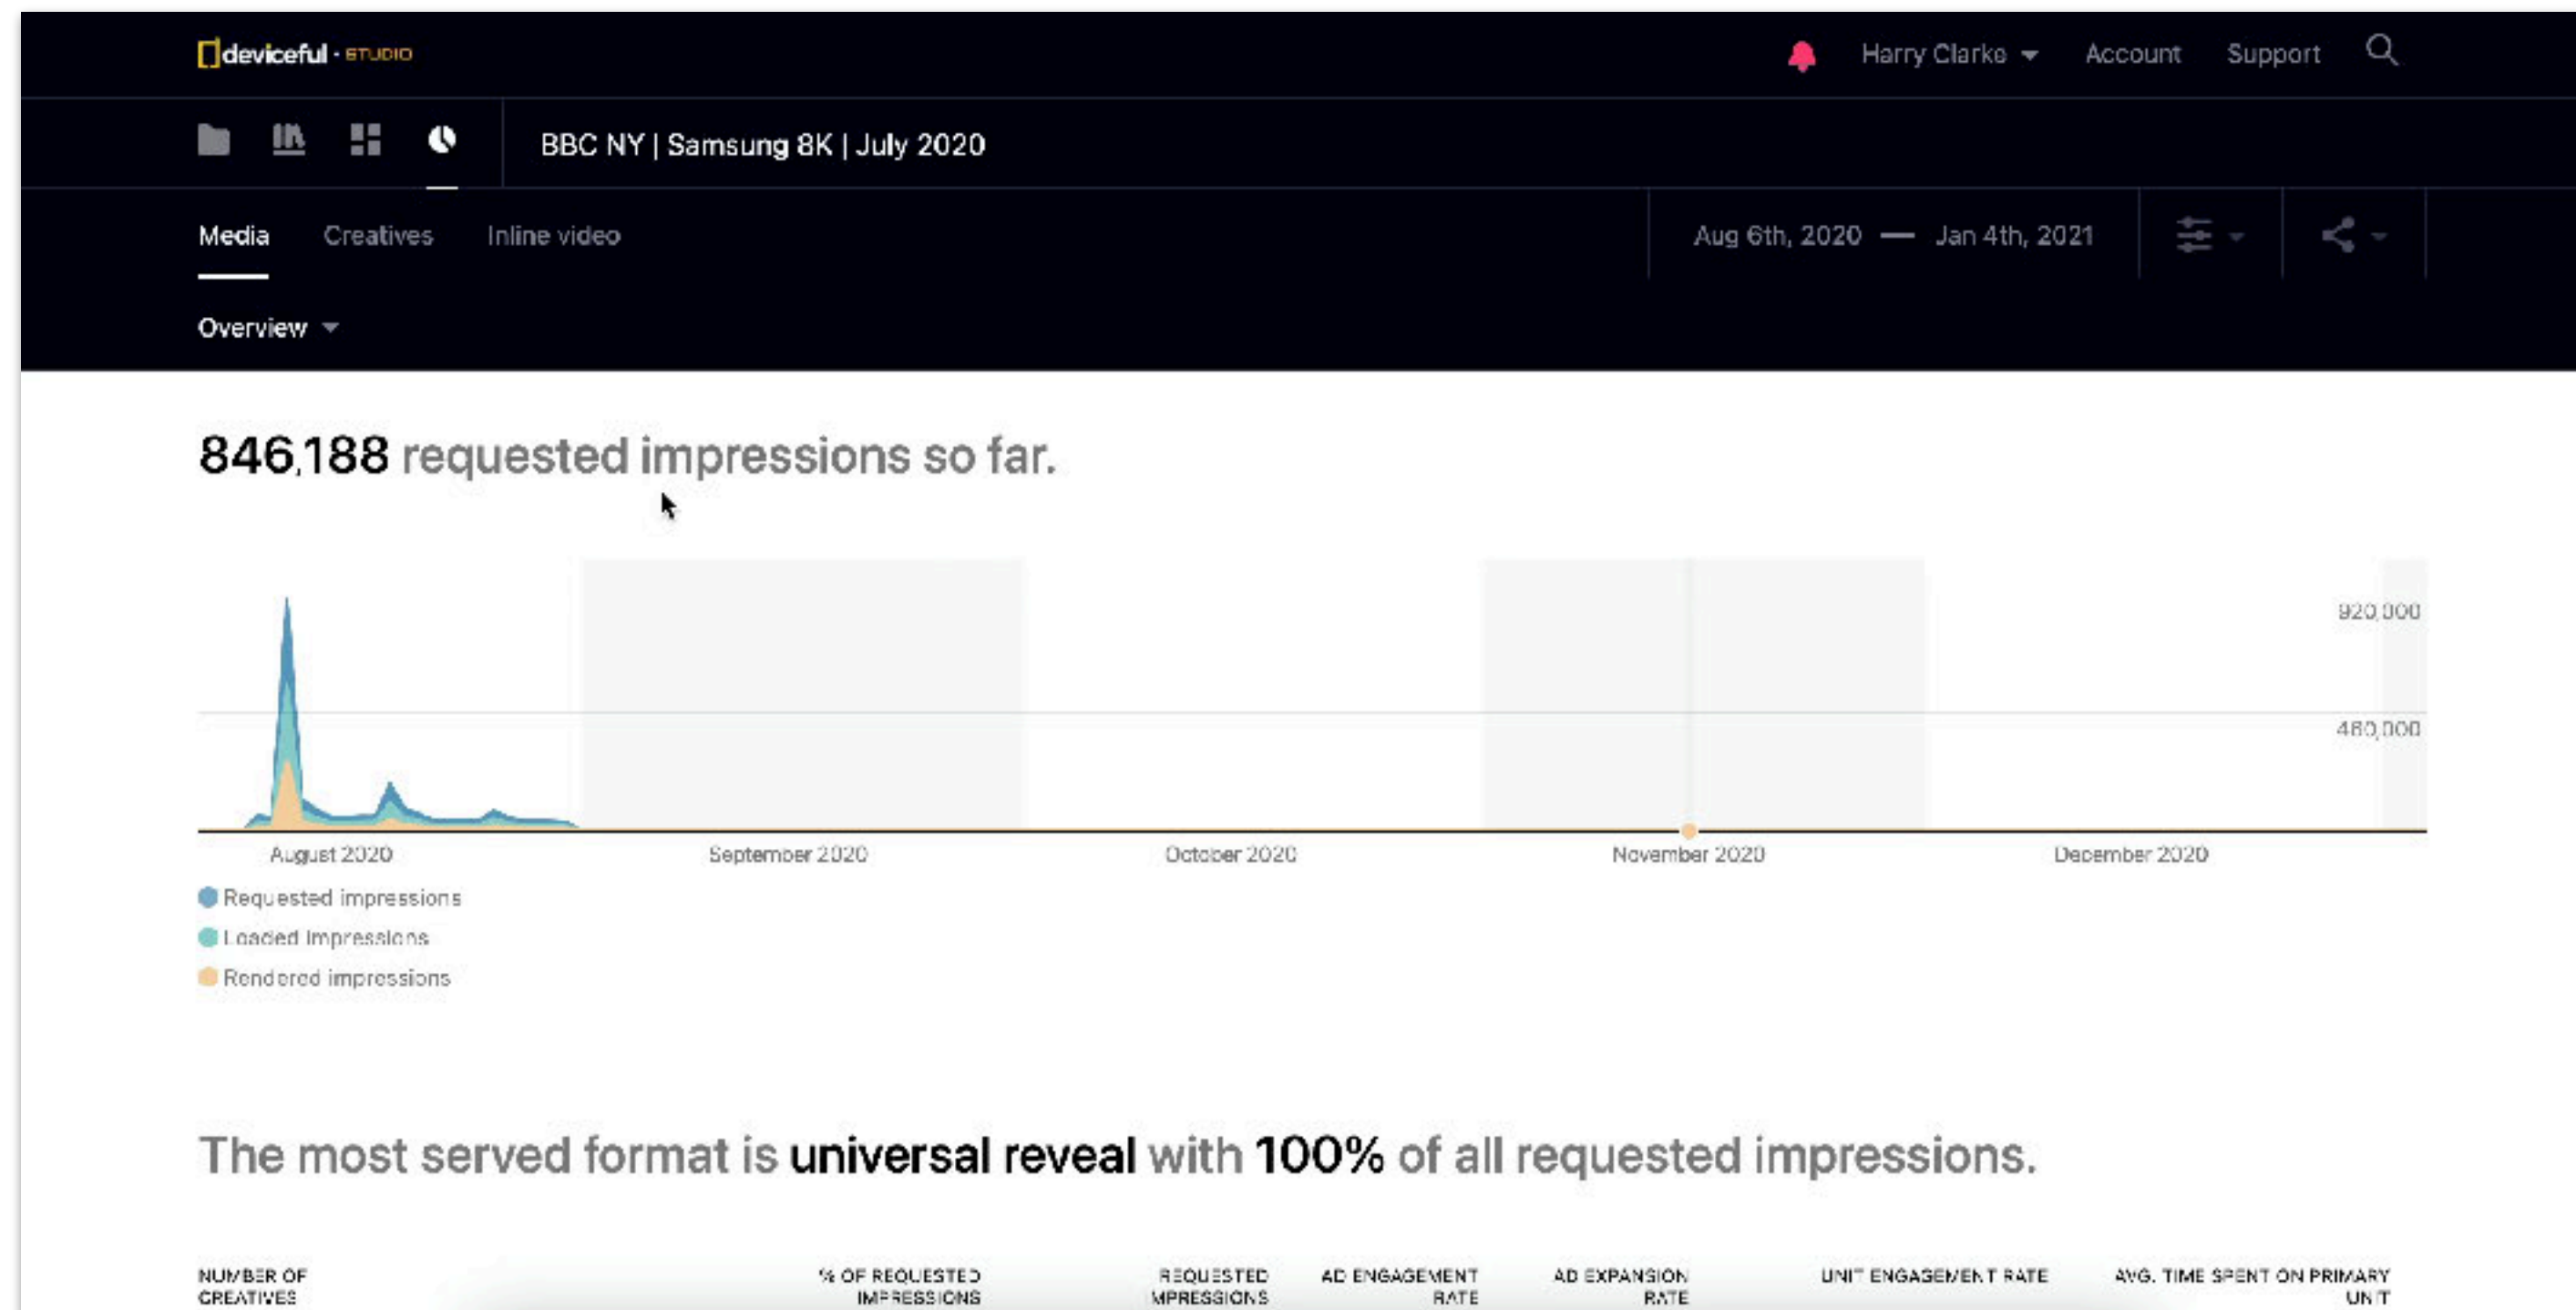 deviceful · STUDIO
Harry Clarke
Account
Support
BBC NY | Samsung 8K | July 2020
Media
Creatives
Inline video
Aug 6th, 2020 — Jan 4th, 2021
Overview
846,188 requested impressions so far.
920,000
460,000
August 2020
September 2020
October 2020
November 2020
December 2020
Requested impressions
Loaded impressions
Rendered impressions
The most served format is universal reveal with 100% of all requested impressions.
NUMBER OF
CREATIVES
% OF REQUESTED
IMPRESSIONS
REQUESTED
IMPRESSIONS
AD ENGAGEMENT
RATE
AD EXPANSION
RATE
UNIT ENGAGEMENT RATE
AVG. TIME SPENT ON PRIMARY
UNIT